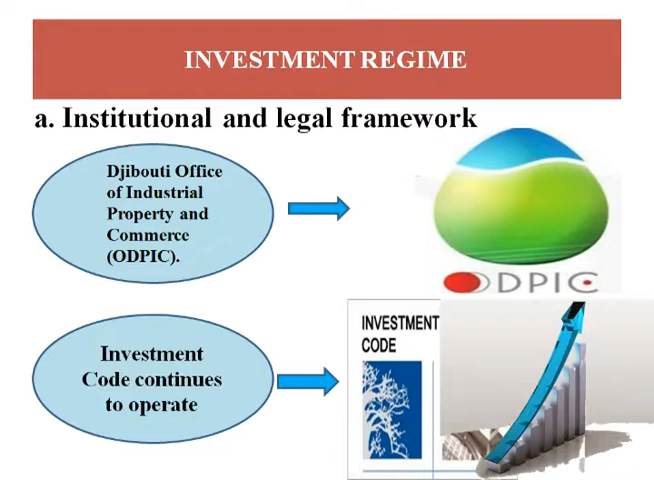 INVESTMENT REGIME
a. Institutional and legal framework
Djibouti Office
of Industrial
Property and
Commerce
(ODPIC).
ODPIC
Investment
Code continues
to operate
INVESTMENT
CODE